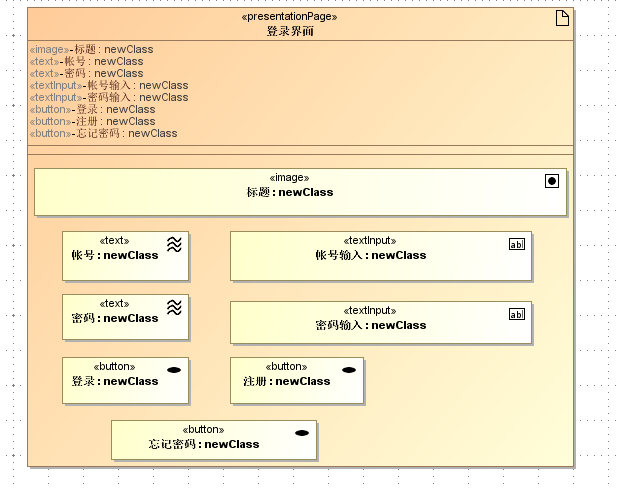 «presentationPage»
登录界面
«image»-标题 : newClass
«text»-帐号 : newClass
«text»-密码 : newClass
«textInput»-帐号输入 : newClass
«textInput»-密码输入 : newClass
«button»-登录 : newClass
«button»-注册 : newClass
«button»-忘记密码 : newClass
«image»
标题 : newClass
«text»
帐号 : newClass
«textInput»
帐号输入 : newClass
ab|
«text»
密码 : newClass
«textInput»
密码输入 : newClass
ab|
«button»
登录 : newClass
«button»
注册 : newClass
«button»
忘记密码 : newClass